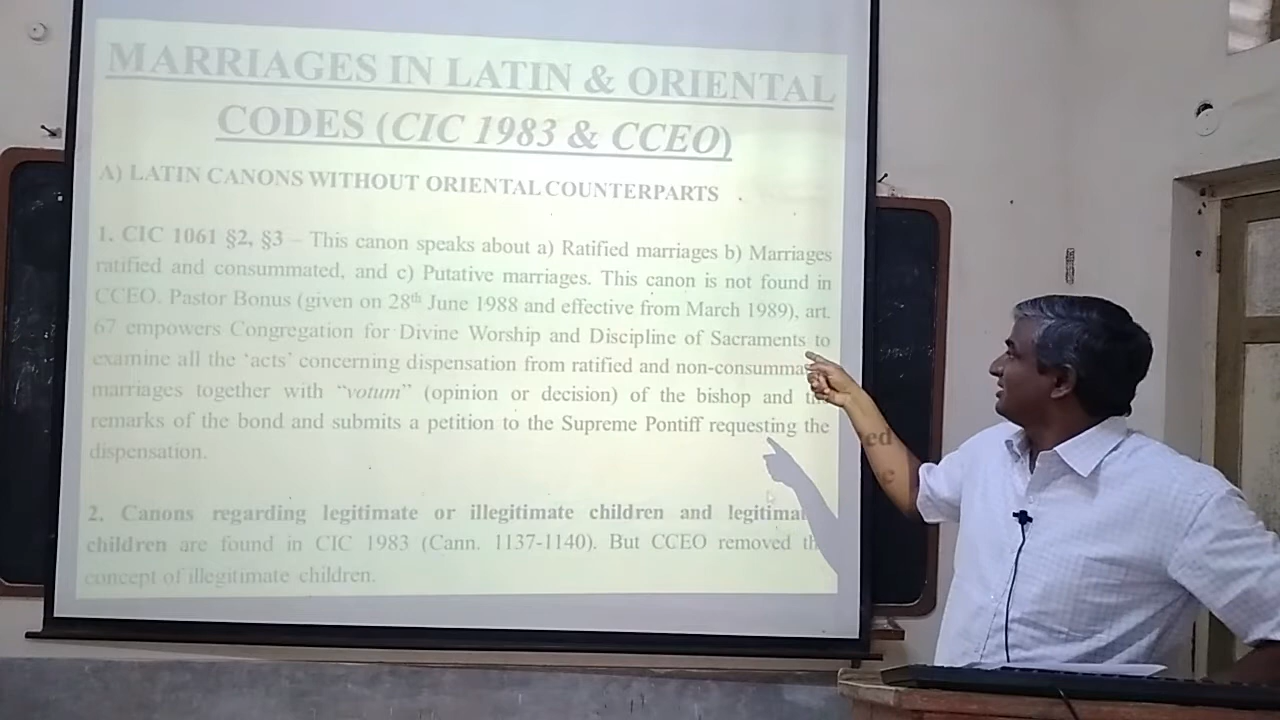 MARRIAGES IN LATIN & ORIENTAL
CODES (CIC 1983 & CCEO)
A) LATIN CANONS WITHOUT ORIENTAL COUNTERPARTS
1. CIC 1061 §2, §3 – This canon speaks about a) Ratified marriages b) Marriages
ratified and consummated, and c) Putative marriages. This canon is not found in
CCEO. Pastor Bonus (given on 28th June 1988 and effective from March 1989), art.
67 empowers Congregation for Divine Worship and Discipline of Sacraments to
examine all the ‘acts’ concerning dispensation from ratified and non-consumma
marriages together with “votum” (opinion or decision) of the bishop and
remarks of the bond and submits a petition to the Supreme Pontiff requesting the
dispensation.
2. Canons regarding legitimate or illegitimate children and legitima
children are found in CIC 1983 (Cann. 1137-1140). But CCEO removed
concept of illegitimate children.